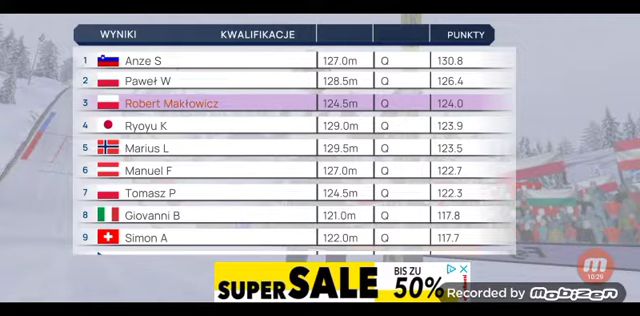 WYNIKI KWALIFIKACJE PUNKTY
1 Anze S 127.0m Q 130.8
2 Paweł W 128.5m Q 126.4
3 Robert Makłowicz 124.5m Q 124.0
4 Ryoyu K 129.0m Q 123.9
5 Marius L 129.5m Q 123.5
6 Manuel F 127.0m Q 122.7
7 Tomasz P 124.5m Q 122.3
8 Giovanni B 121.0m Q 117.8
9 Simon A 122.0m Q 117.7
SUPER SALE BIS ZU 50%
M
10:29
Recorded by Mobizen